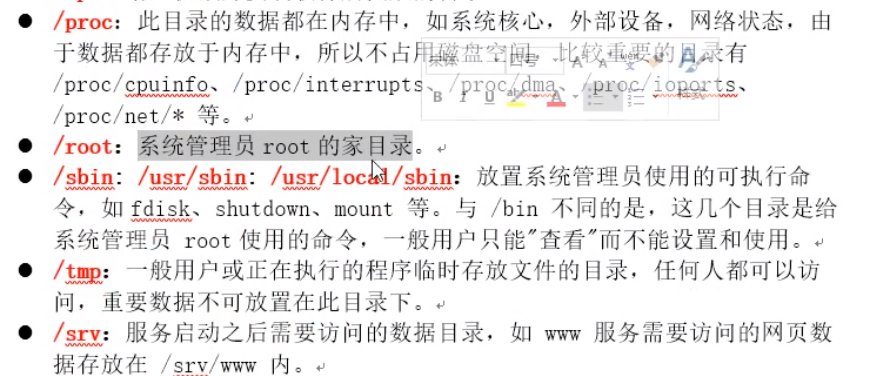 /proc：此目录的数据都在内存中，如系统核心，外部设备，网络状态，由
于数据都存放于内存中，所以不占用磁盘空间，比较重要的目录有
/proc/cpuinfo、/proc/interrupts、/proc/dma、/proc/ioports、
/proc/net/* 等。
/root：系统管理员 root 的家目录。
/sbin: /usr/sbin: /usr/local/sbin：放置系统管理员使用的可执行命
令，如 fdisk、shutdown、mount 等。与 /bin 不同的是，这几个目录是给
系统管理员 root 使用的命令，一般用户只能"查看"而不能设置和使用。
/tmp：一般用户或正在执行的程序临时存放文件的目录，任何人都可以访
问，重要数据不可放置在此目录下。
/srv：服务启动之后需要访问的数据目录，如 www 服务需要访问的网页数
据存放在 /srv/www 内。